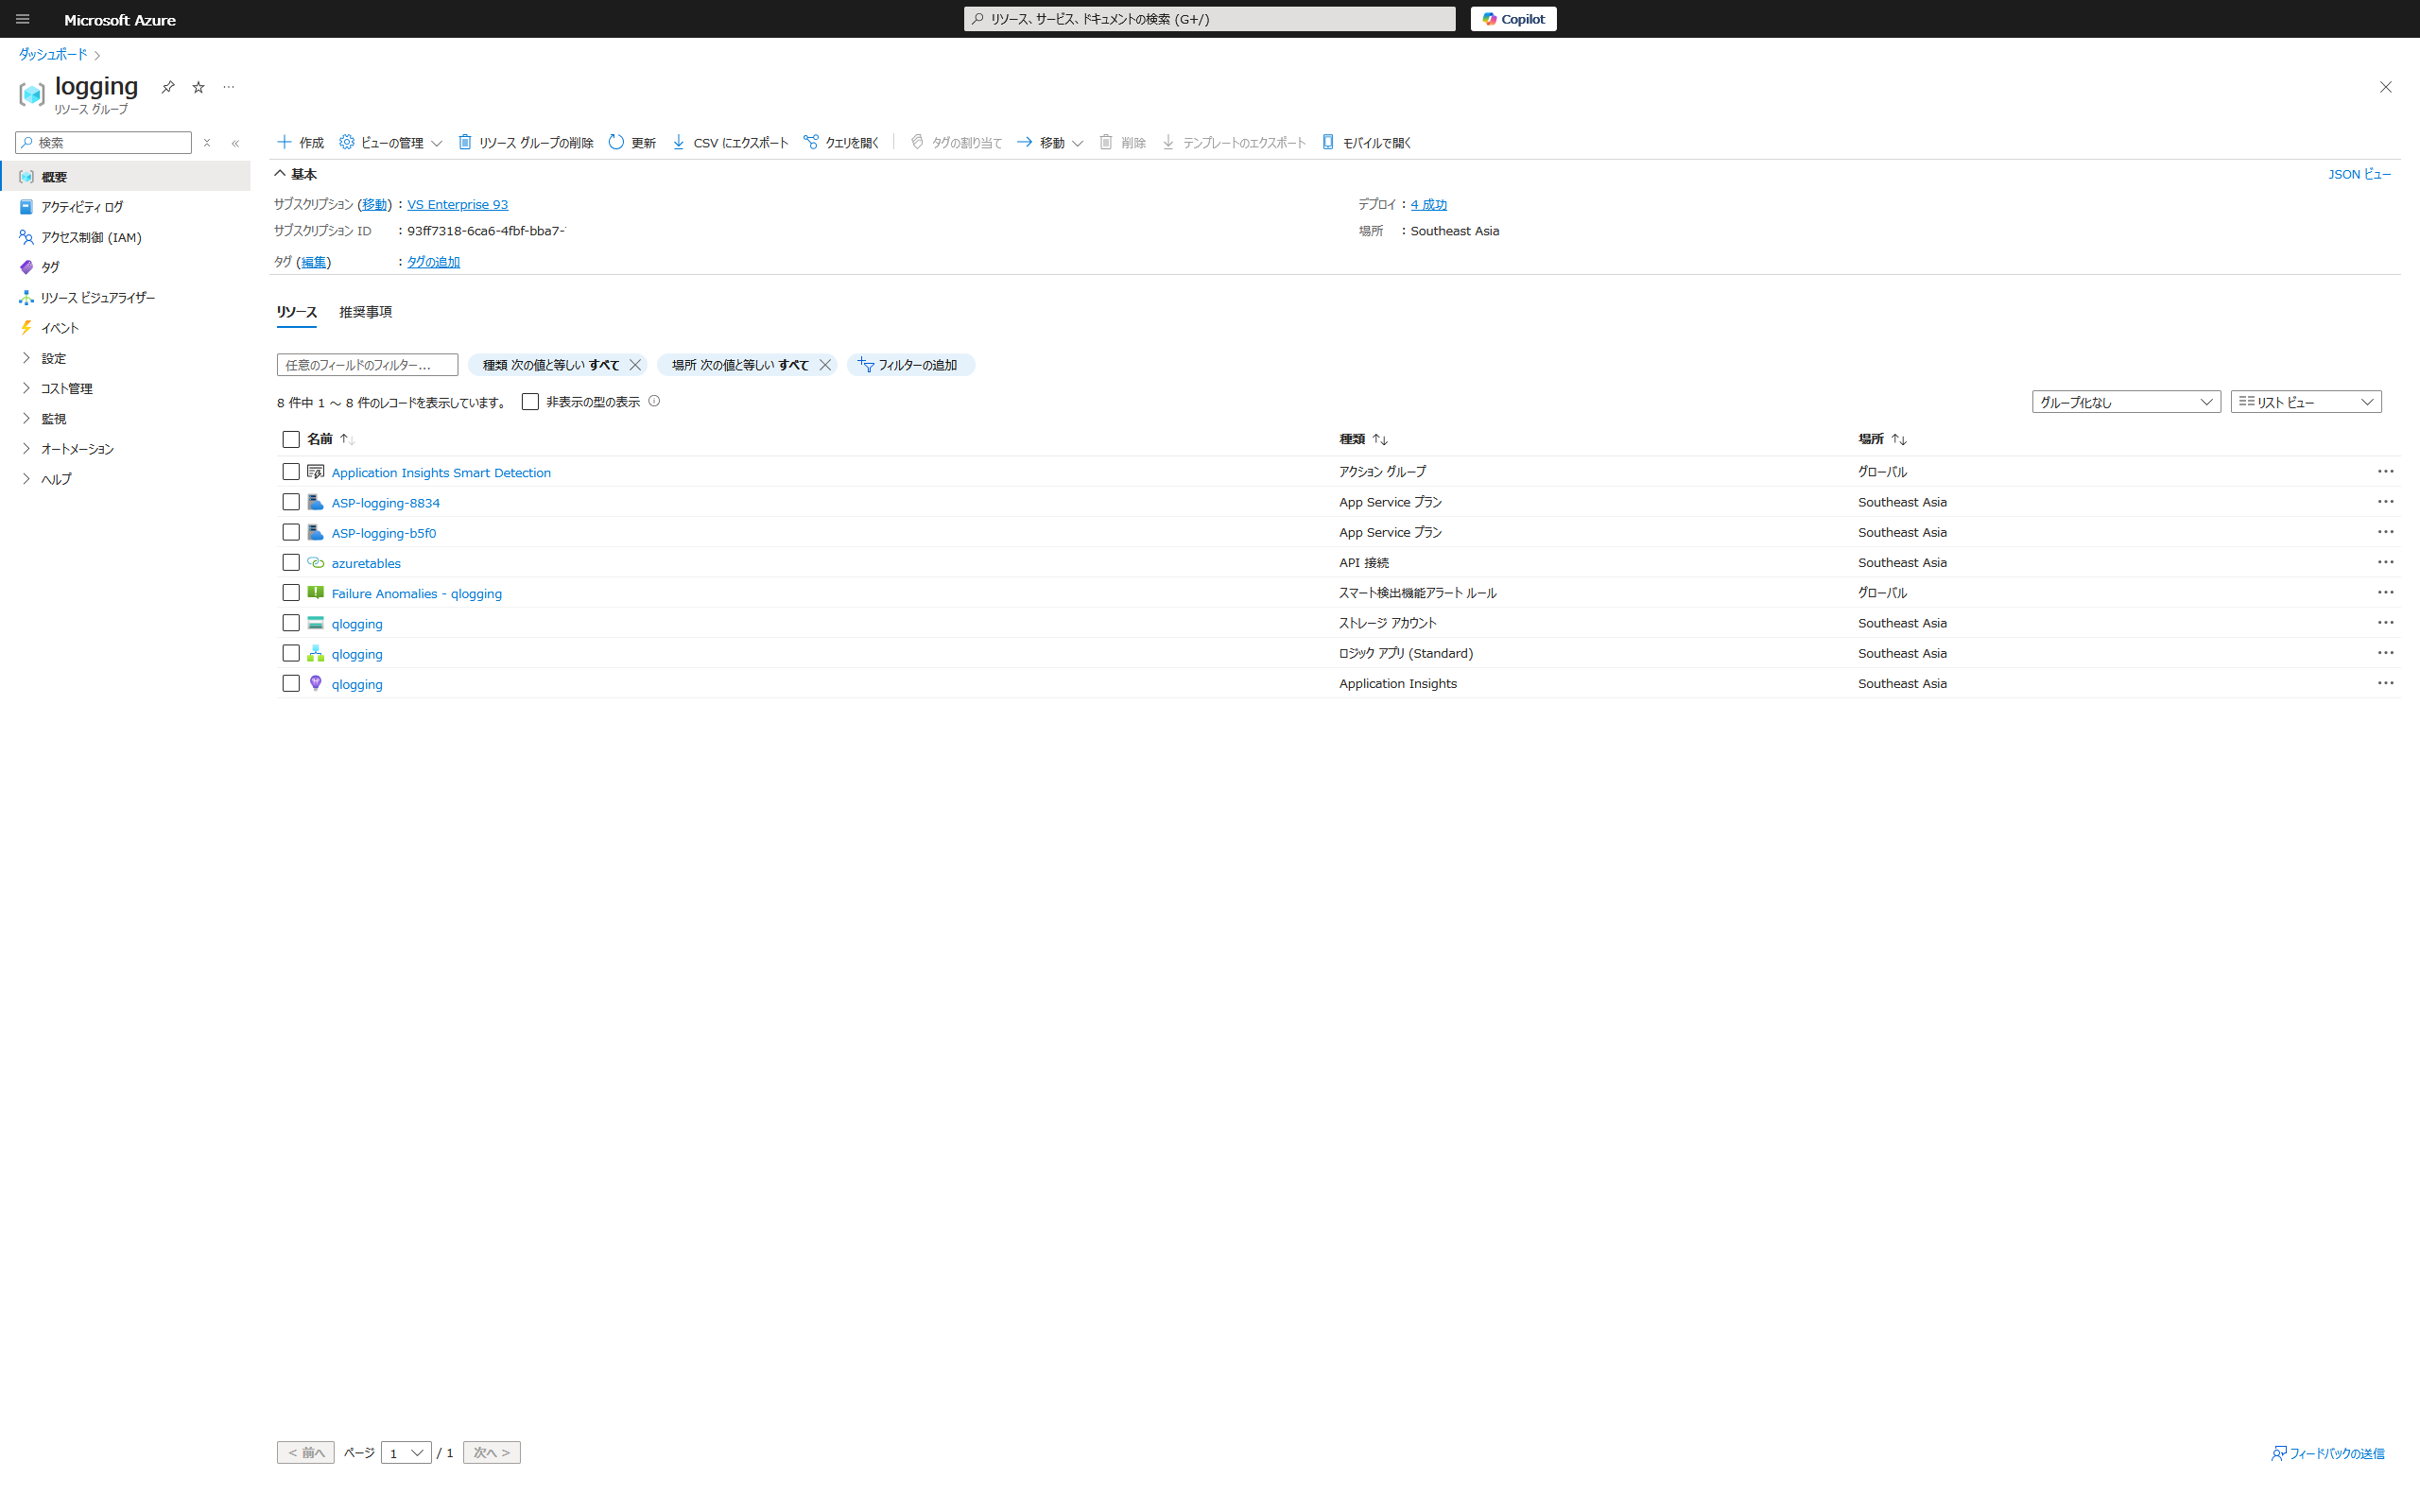 Microsoft Azure
リソース、サービス、ドキュメントの検索 (G+/)
Copilot
ダッシュボード
logging
リソース グループ
検索
作成
ビューの管理
リソース グループの削除
更新
CSV にエクスポート
クエリを開く
タグの割り当て
移動
削除
テンプレートのエクスポート
モバイルで開く
概要
アクティビティ ログ
アクセス制御 (IAM)
タグ
リソース ビジュアライザー
イベント
設定
コスト管理
監視
オートメーション
ヘルプ
基本
JSON ビュー
サブスクリプション (移動) : VS Enterprise 93
サブスクリプション ID : 93ff7318-6ca6-4fbf-bba7-
タグ (編集) : タグの追加
デプロイ : 4 成功
場所 : Southeast Asia
リソース 推奨事項
任意のフィールドのフィルター...
種類 次の値と等しい すべて
場所 次の値と等しい すべて
フィルターの追加
8 件中 1 ～ 8 件のレコードを表示しています。
非表示の型の表示
グループ化なし
リスト ビュー
名前 種類 場所
Application Insights Smart Detection アクション グループ グローバル
ASP-logging-8834 App Service プラン Southeast Asia
ASP-logging-b5f0 App Service プラン Southeast Asia
azuretables API 接続 Southeast Asia
Failure Anomalies - qlogging スマート検出機能アラート ルール グローバル
qlogging ストレージ アカウント Southeast Asia
qlogging ロジック アプリ (Standard) Southeast Asia
qlogging Application Insights Southeast Asia
< 前へ ページ 1 / 1 次へ >
フィードバックの送信